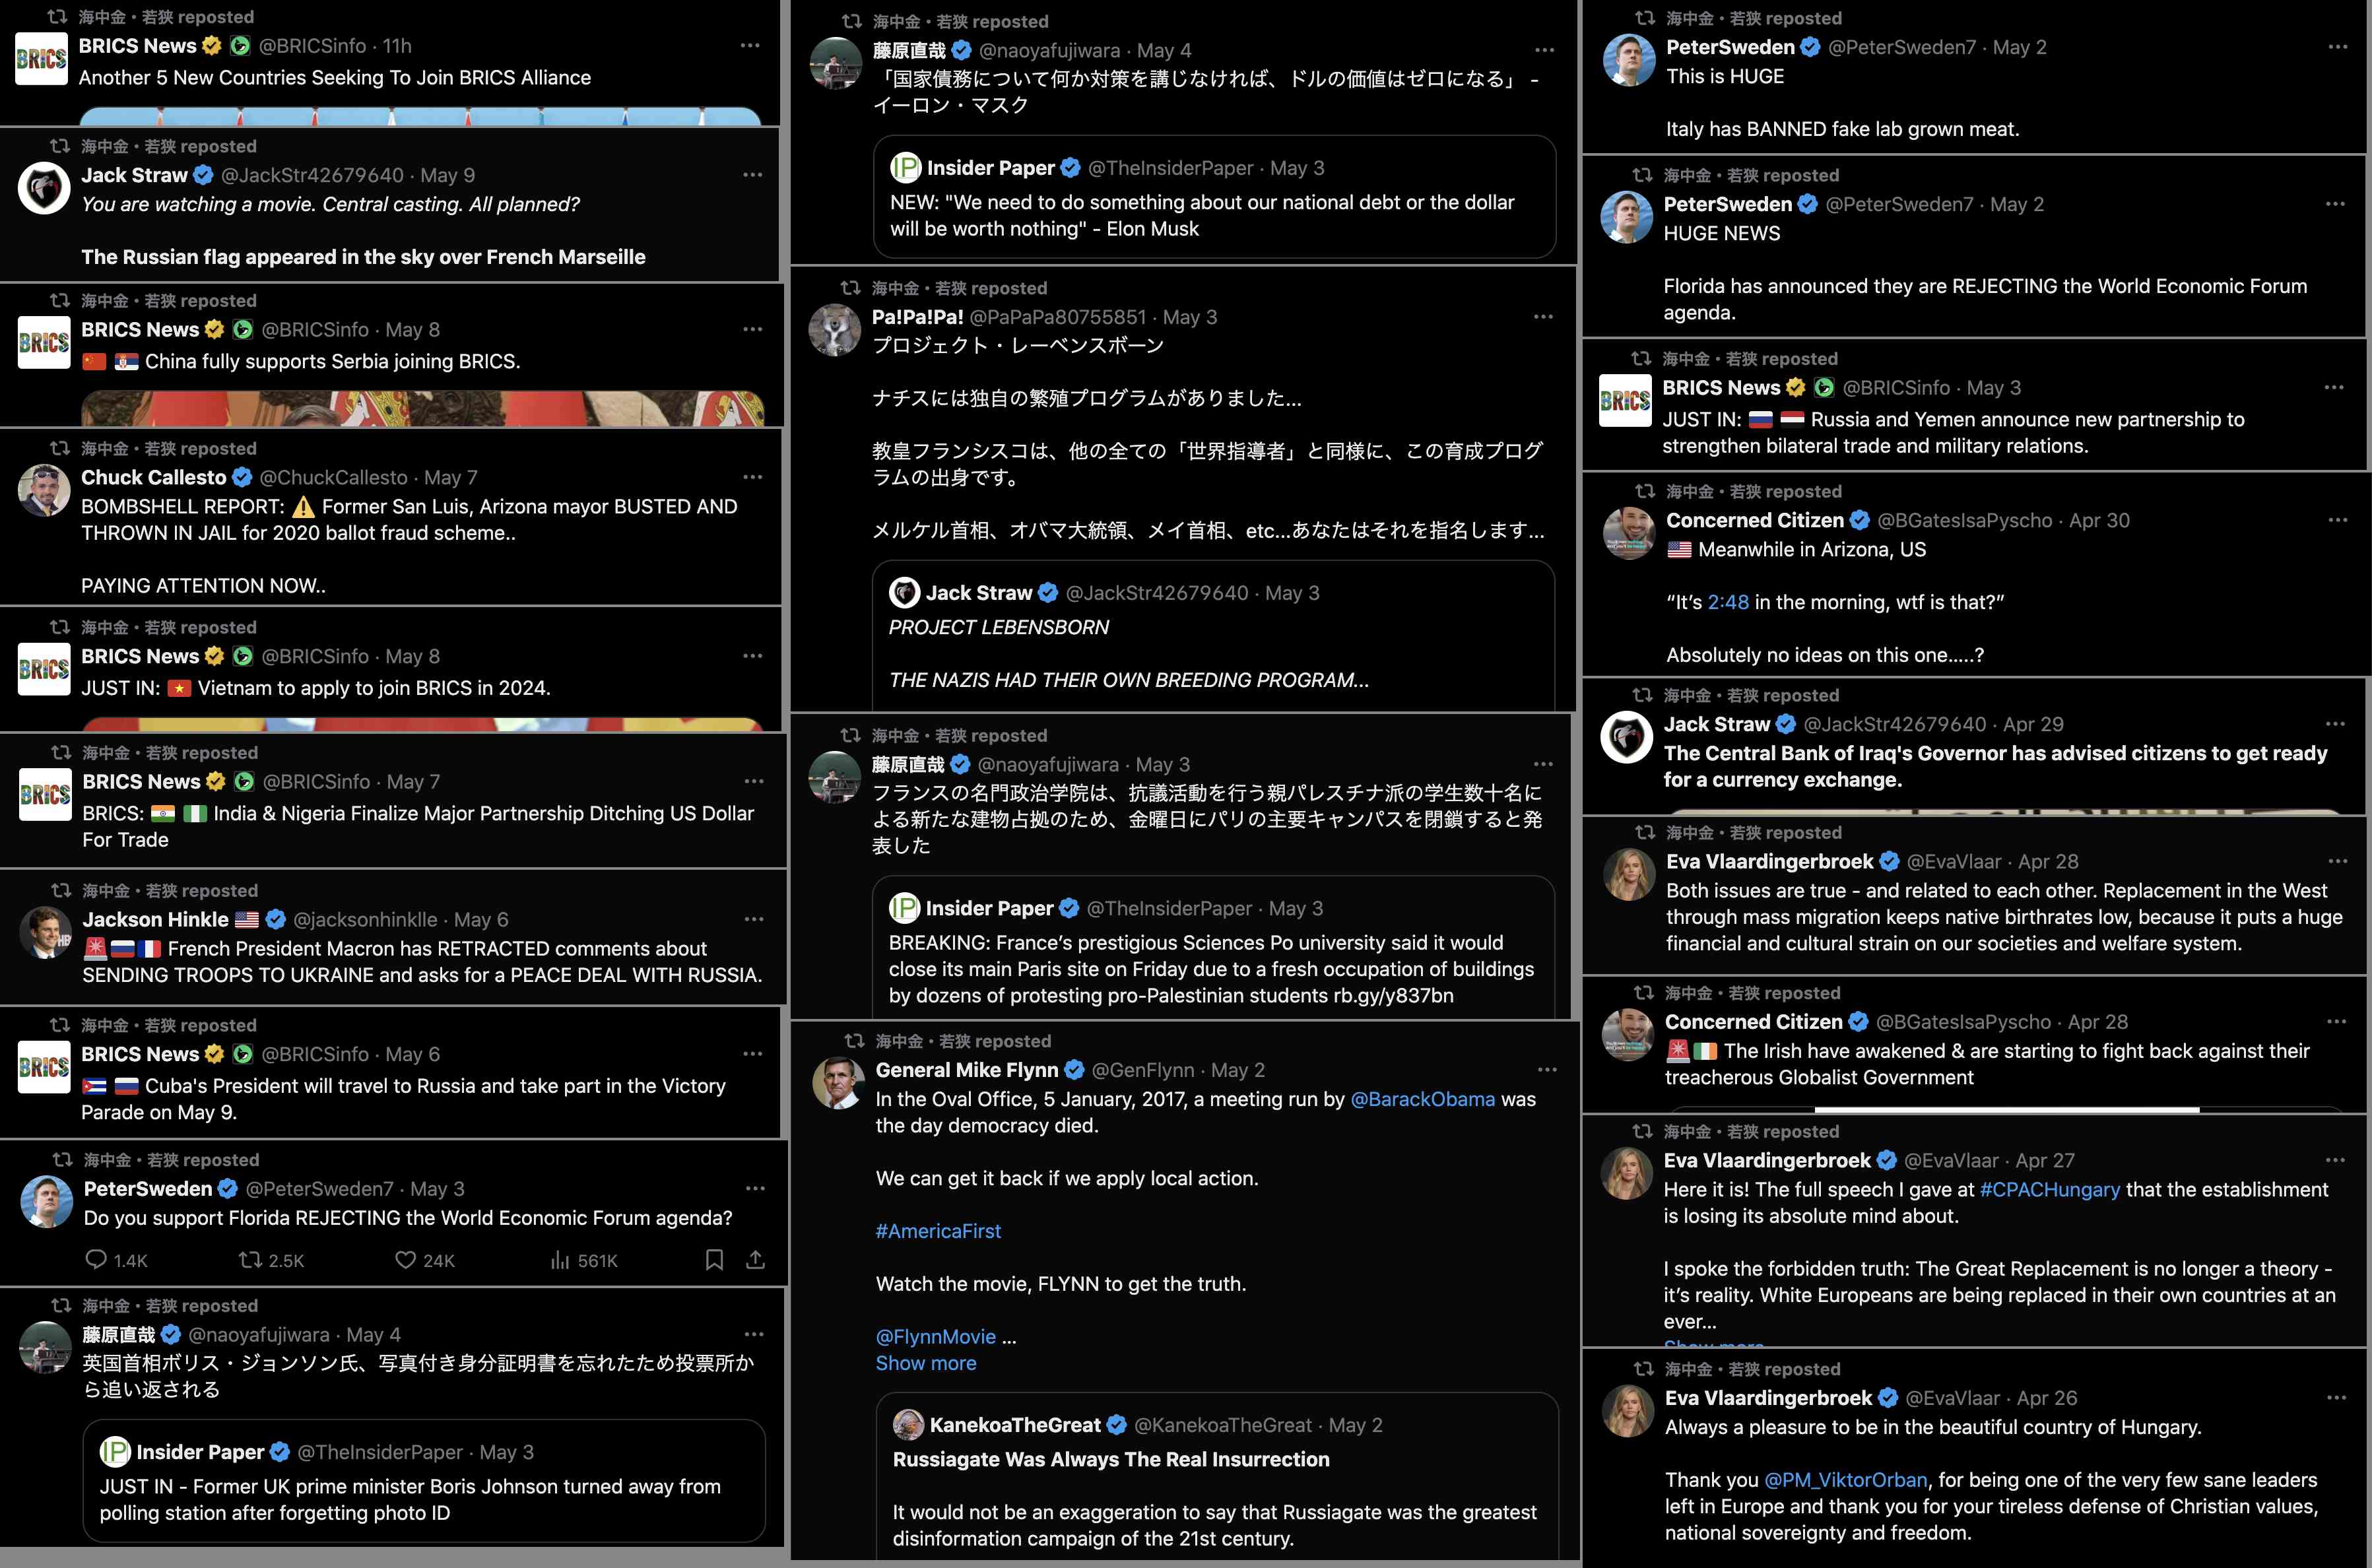 海中金・若狭 reposted
BRICS News @BRICSinfo · 11h
Another 5 New Countries Seeking To Join BRICS Alliance
海中金・若狭 reposted
Jack Straw @JackStr42679640 · May 9
You are watching a movie. Central casting. All planned?
The Russian flag appeared in the sky over French Marseille
海中金・若狭 reposted
BRICS News @BRICSinfo · May 8
🇨🇳 🇷🇸 China fully supports Serbia joining BRICS.
海中金・若狭 reposted
Chuck Callesto @ChuckCallesto · May 7
BOMBSHELL REPORT: ⚠️ Former San Luis, Arizona mayor BUSTED AND
THROWN IN JAIL for 2020 ballot fraud scheme..
PAYING ATTENTION NOW..
海中金・若狭 reposted
BRICS News @BRICSinfo · May 8
JUST IN: 🇻🇳 Vietnam to apply to join BRICS in 2024.
海中金・若狭 reposted
BRICS News @BRICSinfo · May 7
BRICS: 🇮🇳 🇳🇬 India & Nigeria Finalize Major Partnership Ditching US Dollar
For Trade
海中金・若狭 reposted
Jackson Hinkle 🇺🇸 @jacksonhinklle · May 6
🚨🇷🇺🇫🇷 French President Macron has RETRACTED comments about
SENDING TROOPS TO UKRAINE and asks for a PEACE DEAL WITH RUSSIA.
海中金・若狭 reposted
BRICS News @BRICSinfo · May 6
🇨🇺 🇷🇺 Cuba's President will travel to Russia and take part in the Victory
Parade on May 9.
海中金・若狭 reposted
PeterSweden @PeterSweden7 · May 3
Do you support Florida REJECTING the World Economic Forum agenda?
1.4K 2.5K 24K 561K
海中金・若狭 reposted
藤原直哉 @naoyafujiwara · May 4
英国首相ボリス・ジョンソン氏、写真付き身分証明書を忘れたため投票所か
ら追い返される
Insider Paper @TheInsiderPaper · May 3
JUST IN - Former UK prime minister Boris Johnson turned away from
polling station after forgetting photo ID
海中金・若狭 reposted
藤原直哉 @naoyafujiwara · May 4
「国家債務について何か対策を講じなければ、ドルの価値はゼロになる」 -
イーロン・マスク
Insider Paper @TheInsiderPaper · May 3
NEW: "We need to do something about our national debt or the dollar
will be worth nothing" - Elon Musk
海中金・若狭 reposted
Pa!Pa!Pa! @PaPaPa80755851 · May 3
プロジェクト・レーベンスボーン
ナチスには独自の繁殖プログラムがありました...
教皇フランシスコは、他の全ての「世界指導者」と同様に、この育成プログ
ラムの出身です。
メルケル首相、オバマ大統領、メイ首相、etc...あなたはそれを指名します...
Jack Straw @JackStr42679640 · May 3
PROJECT LEBENSBORN
THE NAZIS HAD THEIR OWN BREEDING PROGRAM...
海中金・若狭 reposted
藤原直哉 @naoyafujiwara · May 3
フランスの名門政治学院は、抗議活動を行う親パレスチナ派の学生数十名に
よる新たな建物占拠のため、金曜日にパリの主要キャンパスを閉鎖すると発
表した
Insider Paper @TheInsiderPaper · May 3
BREAKING: France’s prestigious Sciences Po university said it would
close its main Paris site on Friday due to a fresh occupation of buildings
by dozens of protesting pro-Palestinian students rb.gy/y837bn
海中金・若狭 reposted
General Mike Flynn @GenFlynn · May 2
In the Oval Office, 5 January, 2017, a meeting run by @BarackObama was
the day democracy died.
We can get it back if we apply local action.
#AmericaFirst
Watch the movie, FLYNN to get the truth.
@FlynnMovie ...
Show more
KanekoaTheGreat @KanekoaTheGreat · May 2
Russiagate Was Always The Real Insurrection
It would not be an exaggeration to say that Russiagate was the greatest
disinformation campaign of the 21st century.
海中金・若狭 reposted
PeterSweden @PeterSweden7 · May 2
This is HUGE
Italy has BANNED fake lab grown meat.
海中金・若狭 reposted
PeterSweden @PeterSweden7 · May 2
HUGE NEWS
Florida has announced they are REJECTING the World Economic Forum
agenda.
海中金・若狭 reposted
BRICS News @BRICSinfo · May 3
JUST IN: 🇷🇺 🇾🇪 Russia and Yemen announce new partnership to
strengthen bilateral trade and military relations.
海中金・若狭 reposted
Concerned Citizen @BGatesIsaPyscho · Apr 30
🇺🇸 Meanwhile in Arizona, US
“It’s 2:48 in the morning, wtf is that?”
Absolutely no ideas on this one.....?
海中金・若狭 reposted
Jack Straw @JackStr42679640 · Apr 29
The Central Bank of Iraq's Governor has advised citizens to get ready
for a currency exchange.
海中金・若狭 reposted
Eva Vlaardingerbroek @EvaVlaar · Apr 28
Both issues are true - and related to each other. Replacement in the West
through mass migration keeps native birthrates low, because it puts a huge
financial and cultural strain on our societies and welfare system.
海中金・若狭 reposted
Concerned Citizen @BGatesIsaPyscho · Apr 28
🚨🇮🇪 The Irish have awakened & are starting to fight back against their
treacherous Globalist Government
海中金・若狭 reposted
Eva Vlaardingerbroek @EvaVlaar · Apr 27
Here it is! The full speech I gave at #CPACHungary that the establishment
is losing its absolute mind about.
I spoke the forbidden truth: The Great Replacement is no longer a theory -
it’s reality. White Europeans are being replaced in their own countries at an
ever...
Show more
海中金・若狭 reposted
Eva Vlaardingerbroek @EvaVlaar · Apr 26
Always a pleasure to be in the beautiful country of Hungary.
Thank you @PM_ViktorOrban, for being one of the very few sane leaders
left in Europe and thank you for your tireless defense of Christian values,
national sovereignty and freedom.